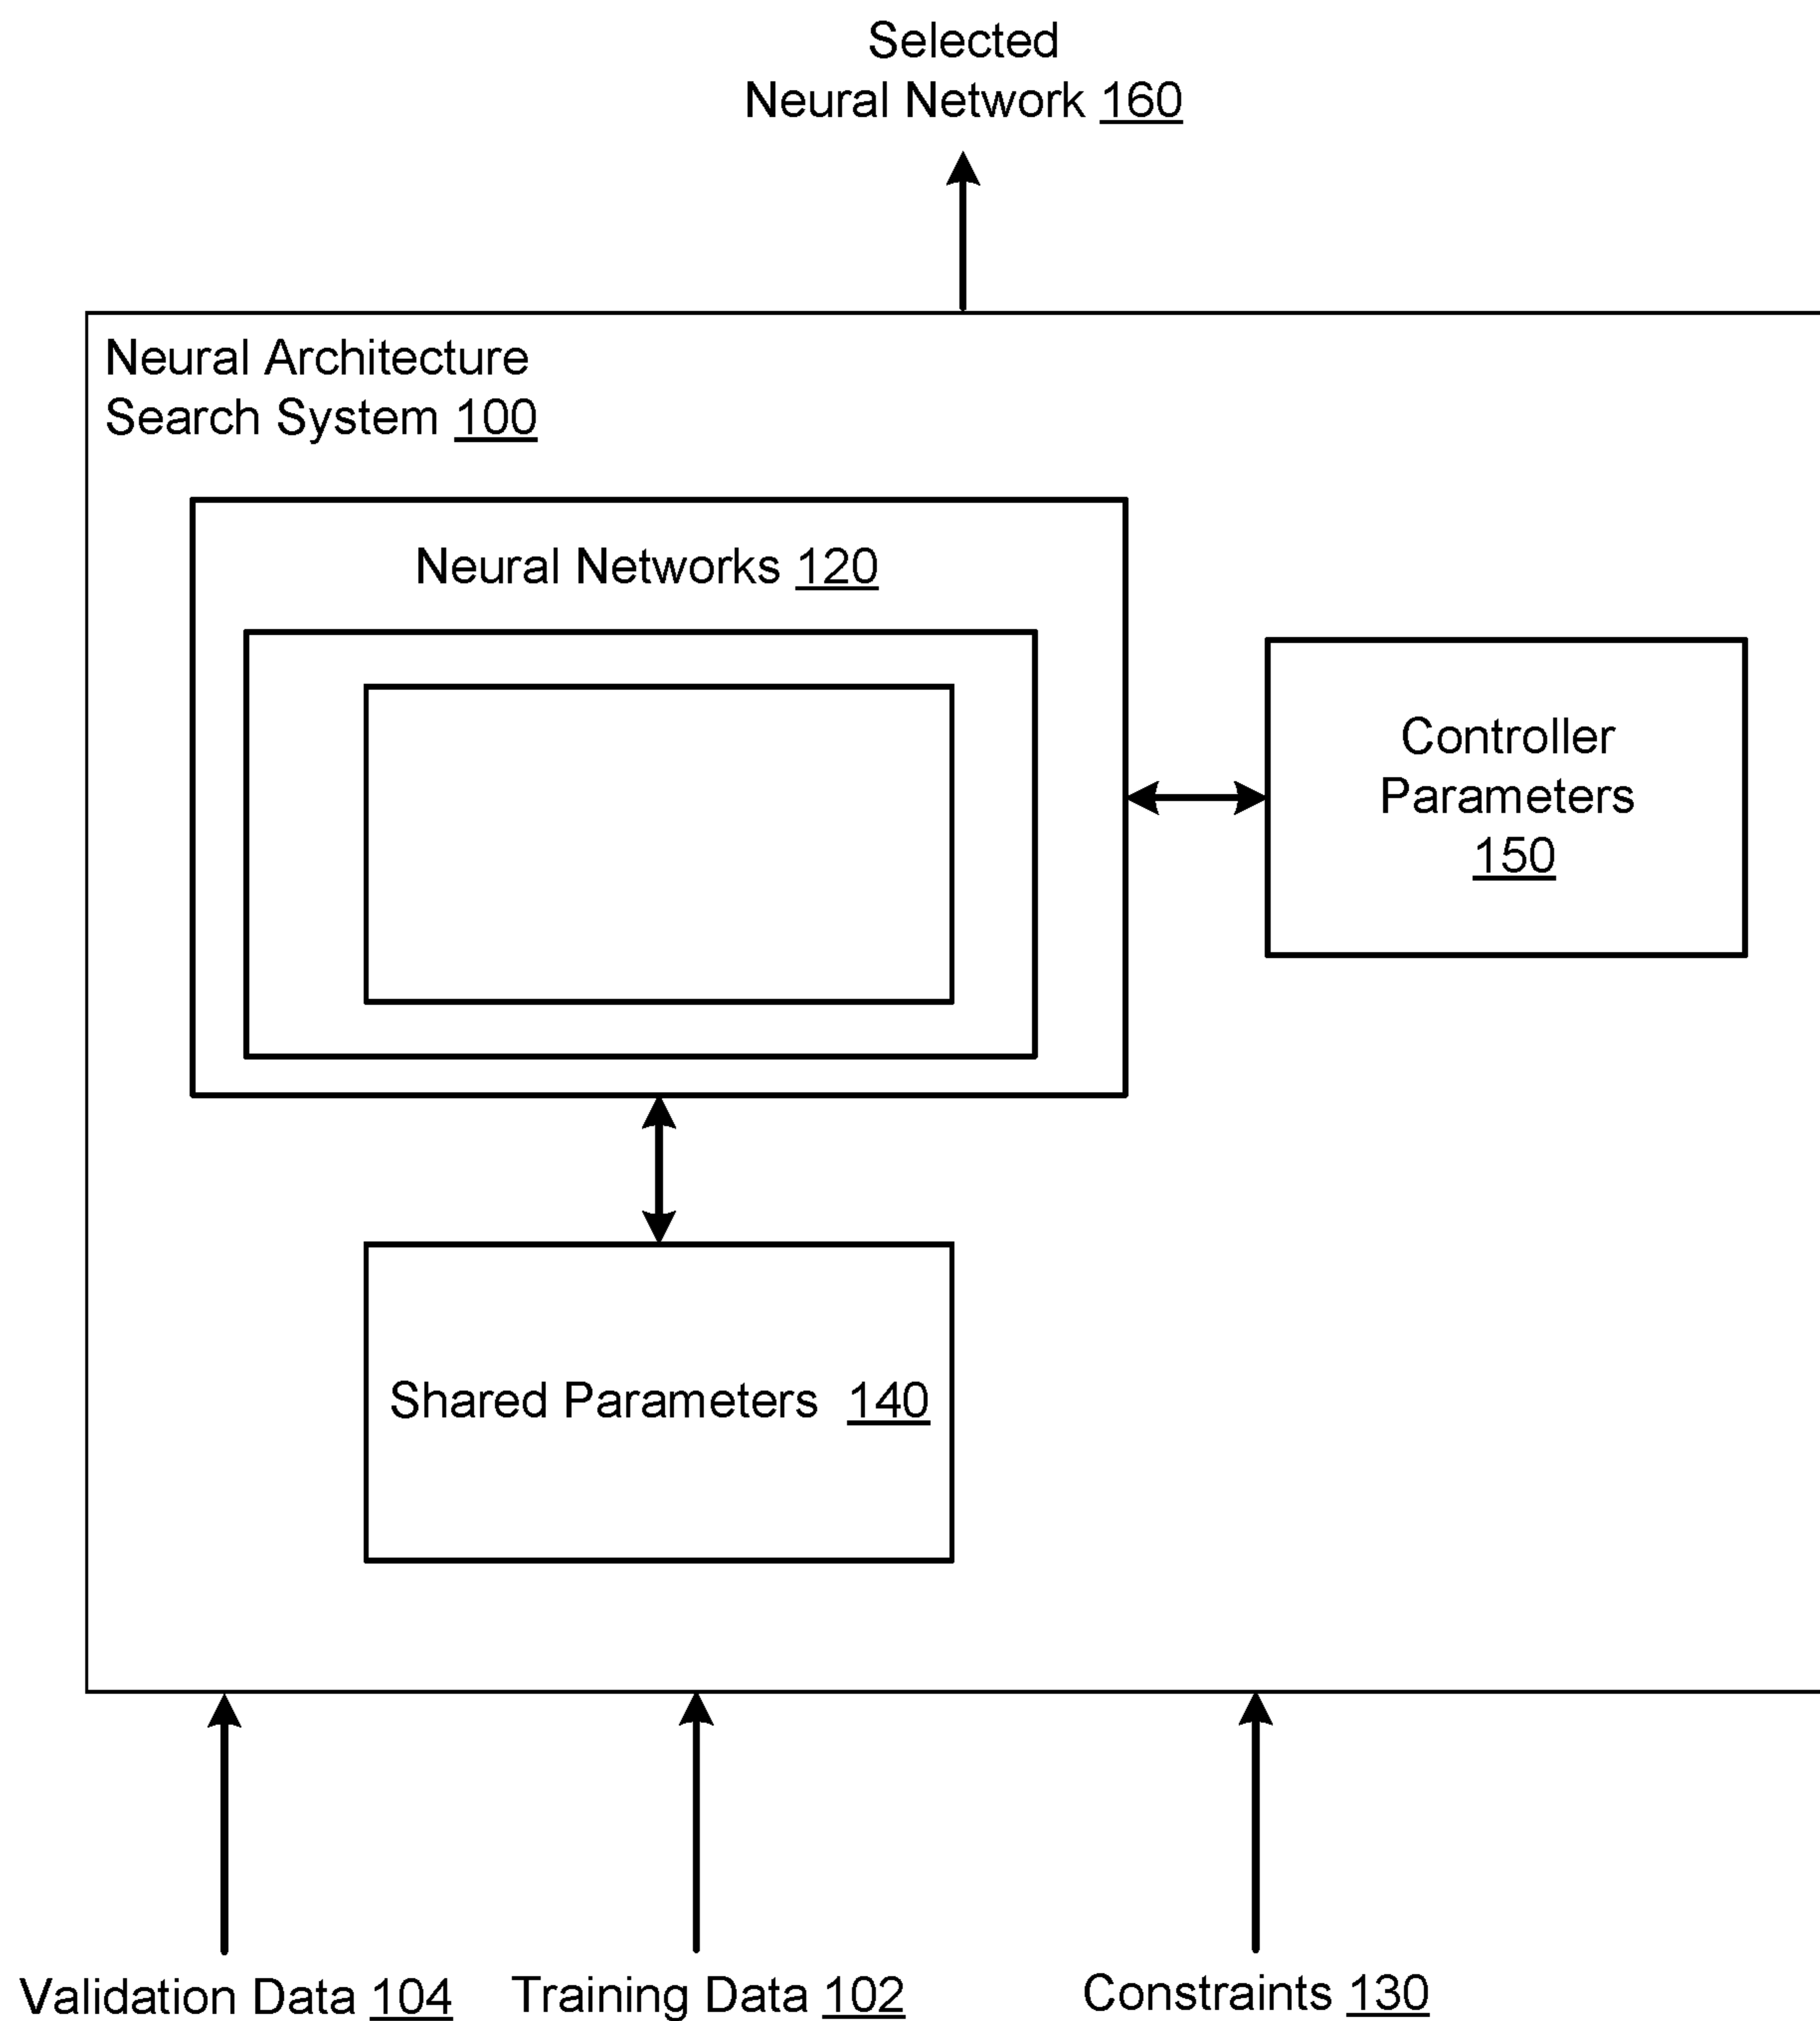 Selected
Neural Network 160
Neural Architecture
Search System 100
Neural Networks 120
Controller
Parameters
150
Shared Parameters 140
Validation Data 104
Training Data 102
Constraints 130